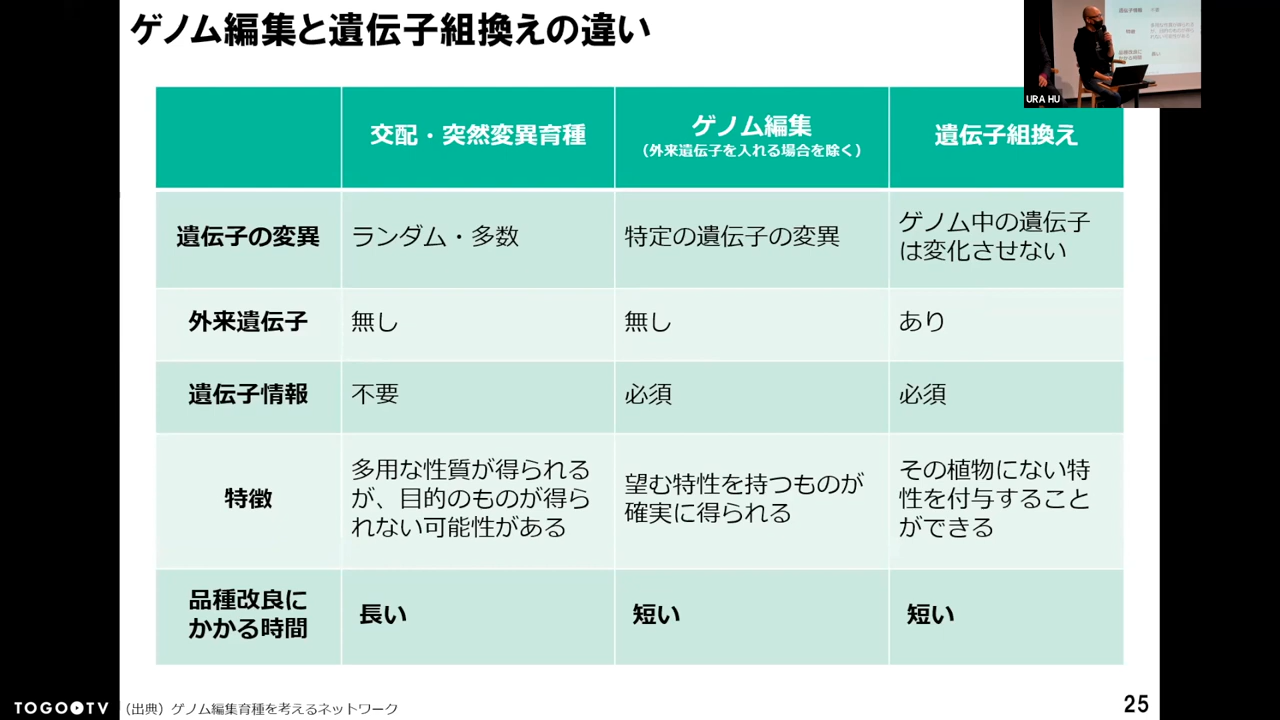 ゲノム編集と遺伝子組換えの違い
交配・突然変異育種
ゲノム編集
（外来遺伝子を入れる場合を除く）
遺伝子組換え
遺伝子の変異
ランダム・多数
特定の遺伝子の変異
ゲノム中の遺伝子
は変化させない
外来遺伝子
無し
無し
あり
遺伝子情報
不要
必須
必須
特徴
多用な性質が得られる
が、目的のものが得ら
れない可能性がある
望む特性を持つものが
確実に得られる
その植物にない特
性を付与すること
ができる
品種改良に
かかる時間
長い
短い
短い
URA HU
TOGOTV
（出典）ゲノム編集育種を考えるネットワーク
25